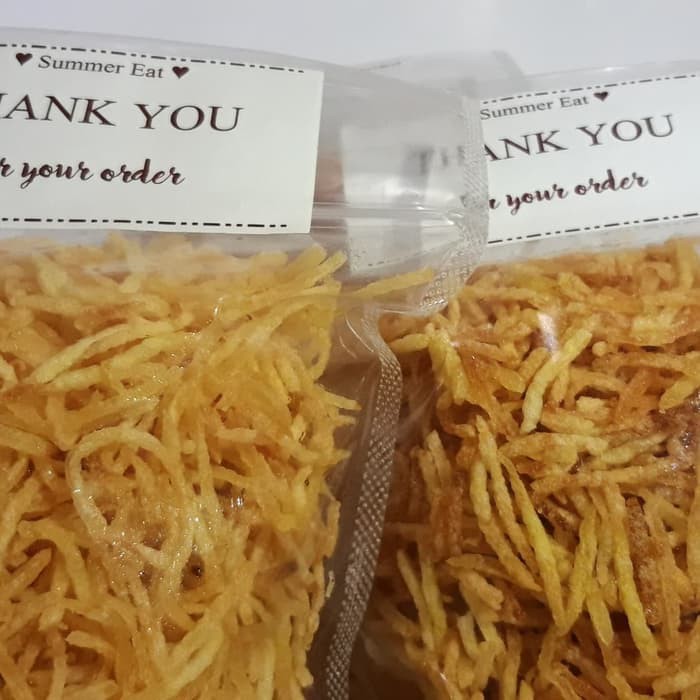 ♥ Summer Eat ♥
HANK YOU
r your order
Summer Eat ♥
ANK YOU
your order